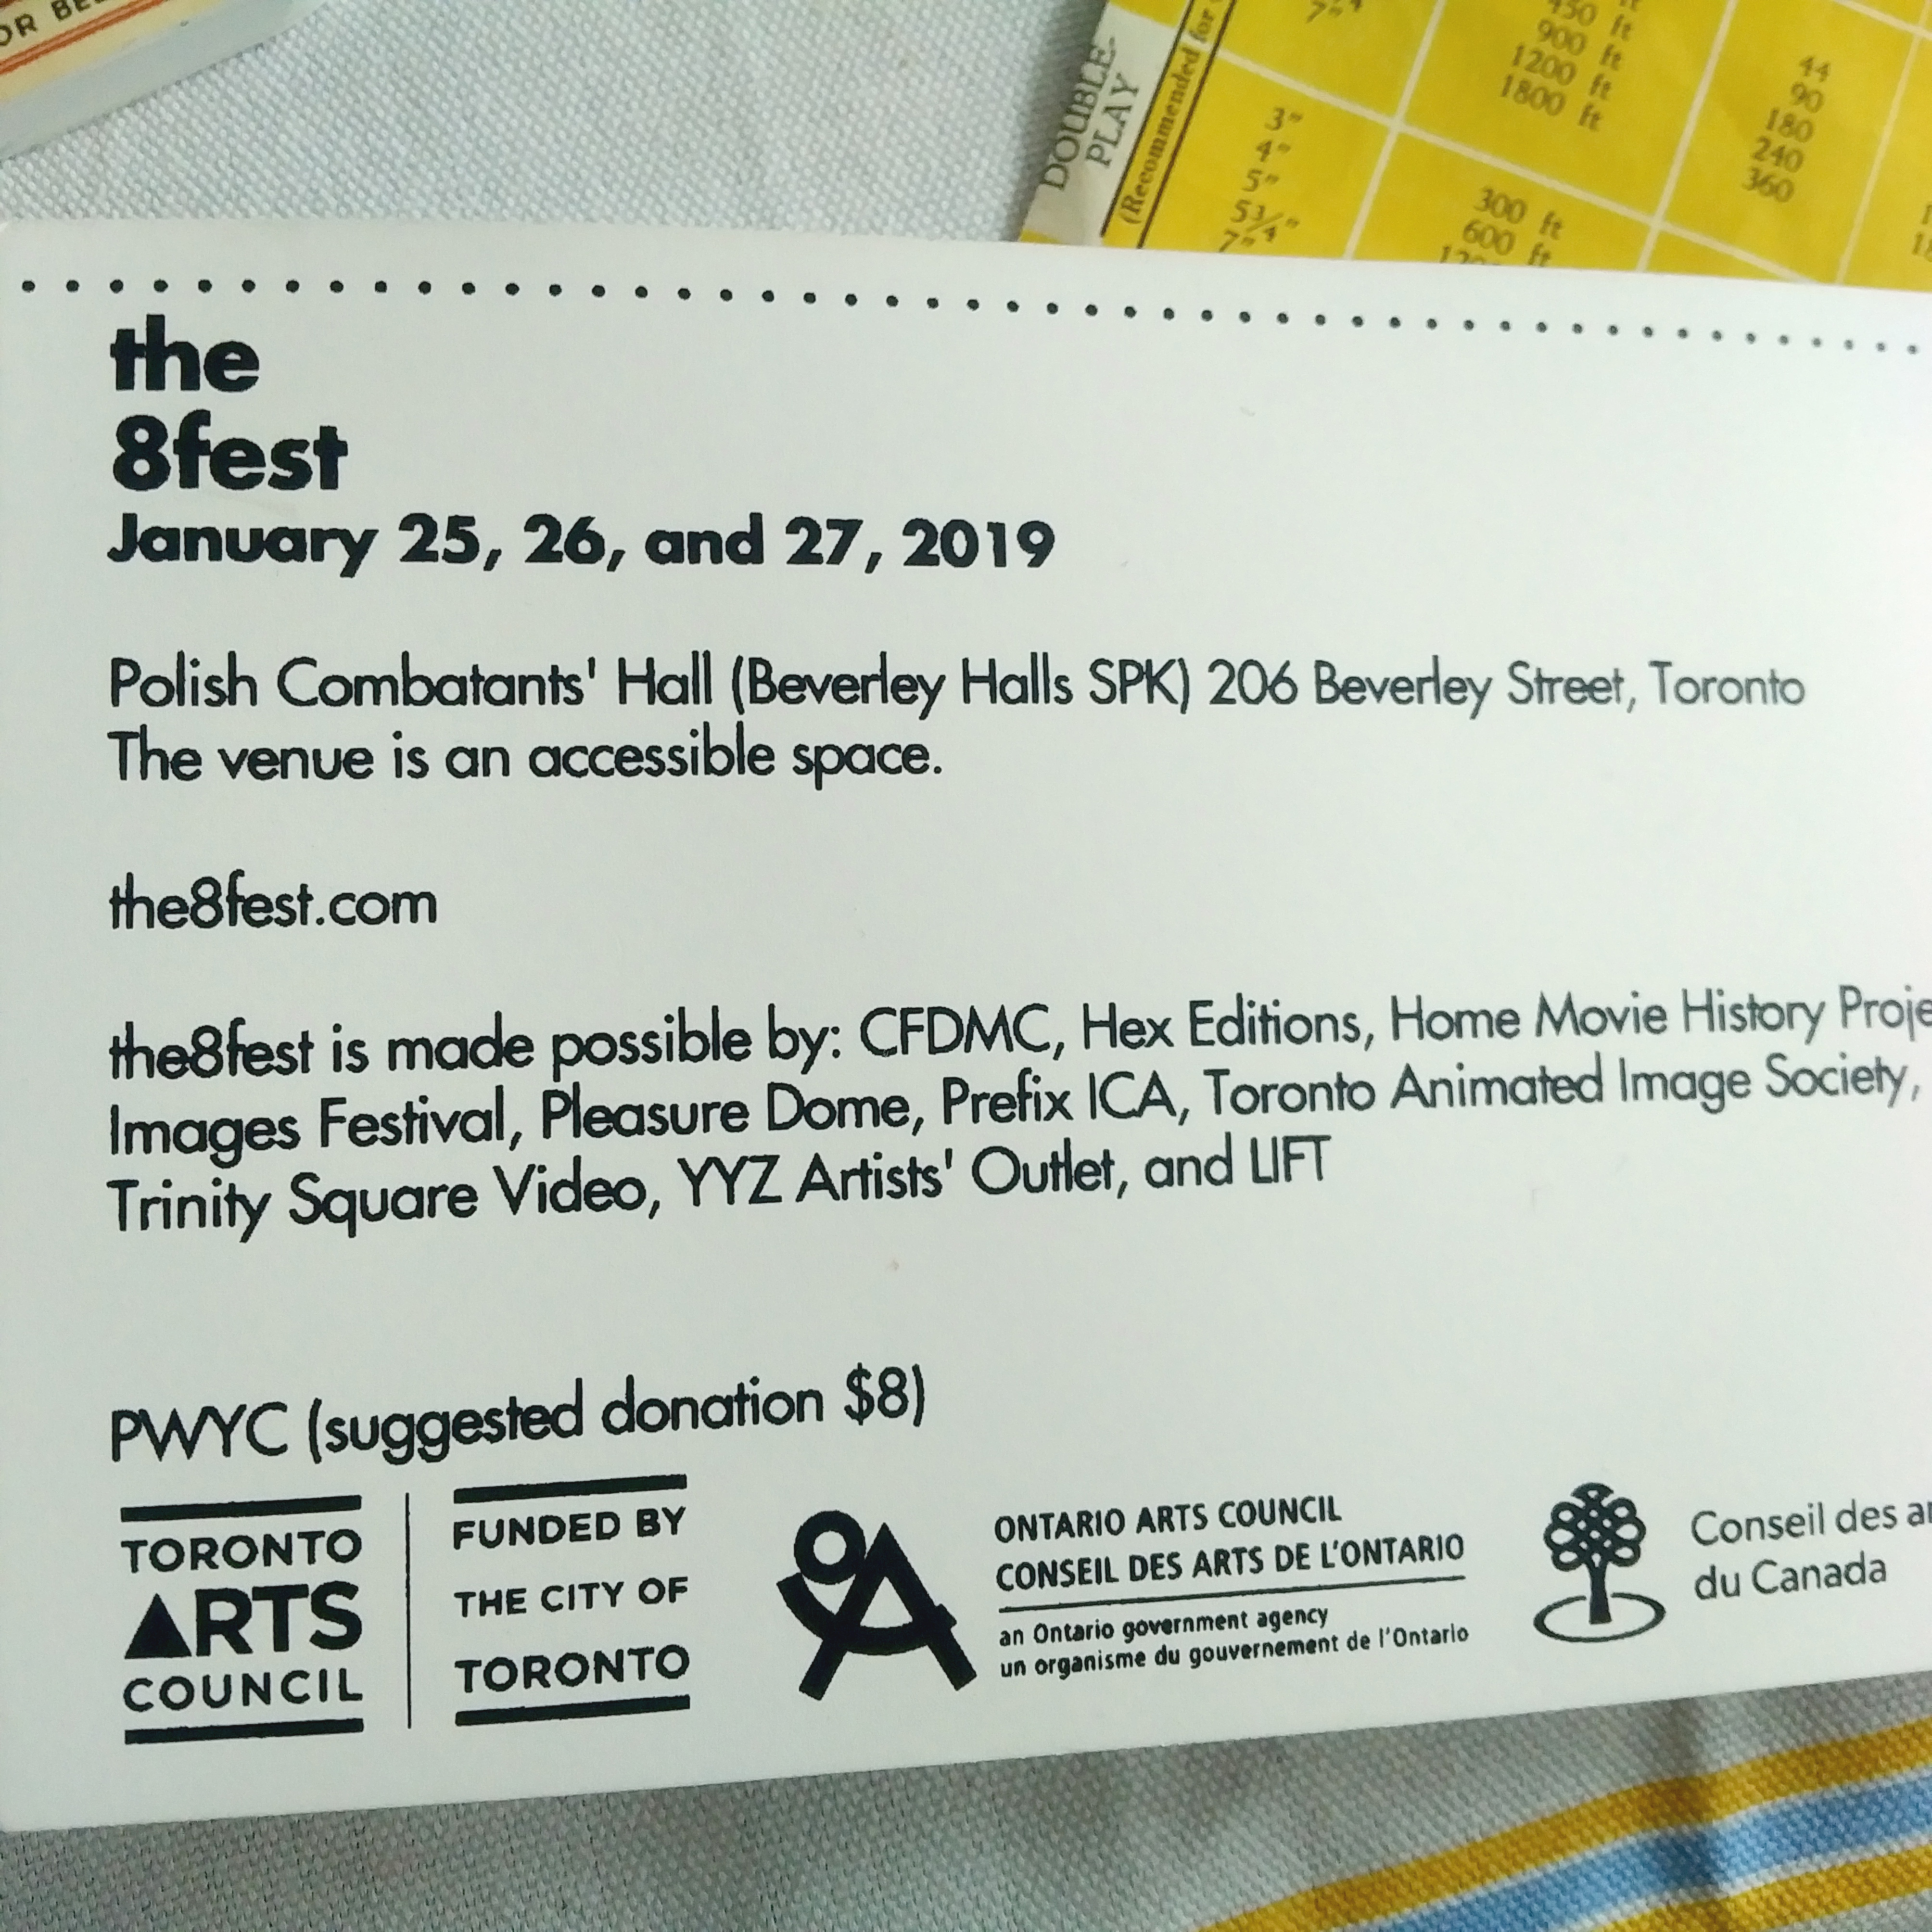 OR BE
DOUBLE-
PLAY
(Recommended for
7"
900 ft
1200 ft
1800 ft
44
90
180
240
360
3"
4"
5"
5 3/4"
7"
300 ft
600 ft
the
8fest
January 25, 26, and 27, 2019
Polish Combatants' Hall (Beverley Halls SPK) 206 Beverley Street, Toronto
The venue is an accessible space.
the8fest.com
the8fest is made possible by: CFDMC, Hex Editions, Home Movie History Proje
Images Festival, Pleasure Dome, Prefix ICA, Toronto Animated Image Society,
Trinity Square Video, YYZ Artists' Outlet, and LIFT
PWYC (suggested donation $8)
TORONTO
ARTS
COUNCIL
FUNDED BY
THE CITY OF
TORONTO
ONTARIO ARTS COUNCIL
CONSEIL DES ARTS DE L'ONTARIO
an Ontario government agency
un organisme du gouvernement de l'Ontario
Conseil des a
du Canada